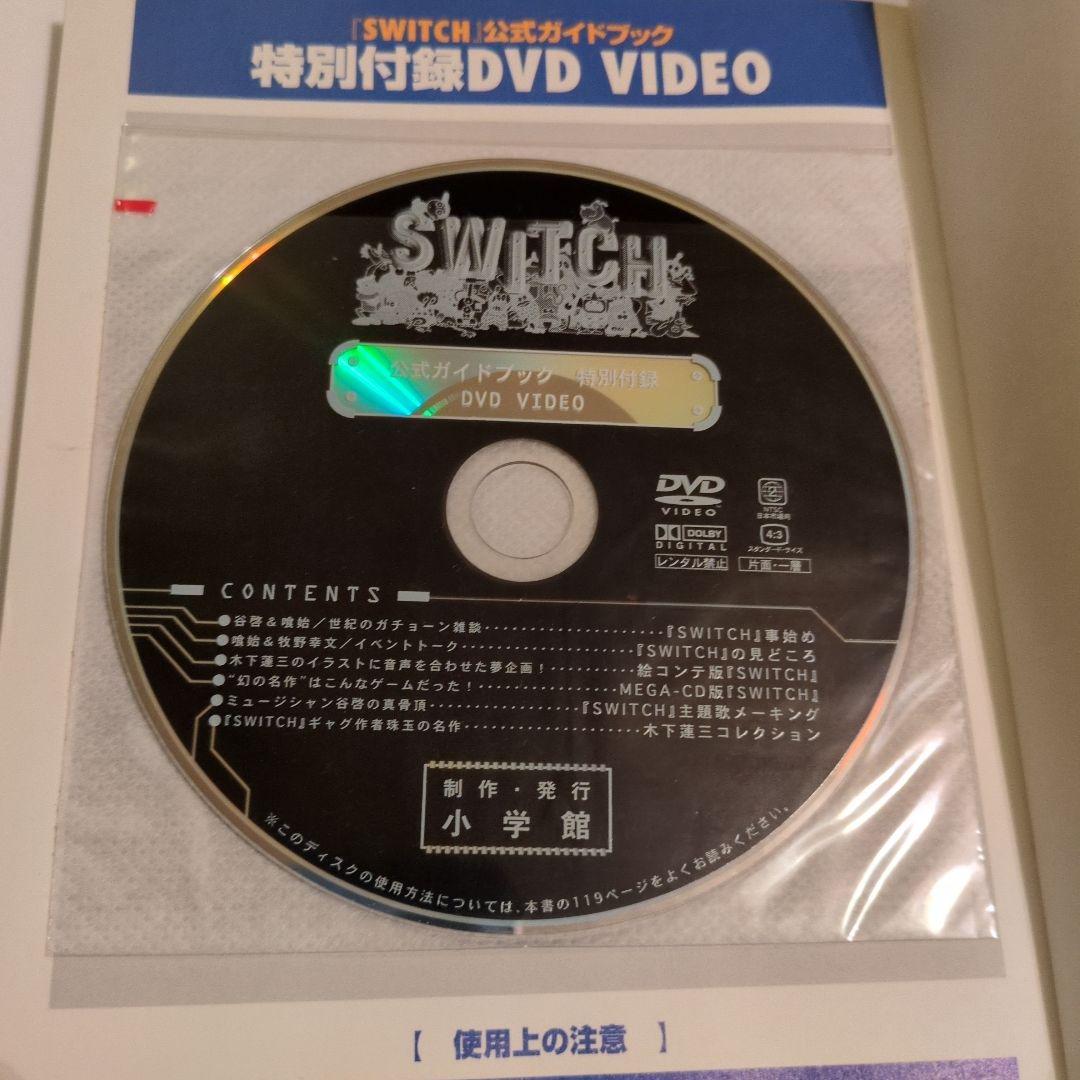 『SWITCH』公式ガイドブック
特別付録DVD VIDEO
SWITCH
公式ガイドブック 特別付録
DVD VIDEO
DVD
VIDEO
2
NTSC
日本市場向
DOLBY
DIGITAL
4:3
スタンダード・サイズ
レンタル禁止
片面・一層
CONTENTS
●谷啓&喰始/世紀のガチョーン雑談・・・・・・・・・・・・・・・・・・・・『SWITCH』事始め
●喰始&牧野幸文/イベントトーク・・・・・・・・・・・・・・・・・・・・『SWITCH』の見どころ
●木下蓮三のイラストに音声を合わせた夢企画!・・・・・・・・・・絵コンテ版『SWITCH』
●“幻の名作”はこんなゲームだった!・・・・・・・・・・・・・・・・MEGA-CD版『SWITCH』
●ミュージシャン谷啓の真骨頂・・・・・・・・・・・・・・・・・『SWITCH』主題歌メーキング
●『SWITCH』ギャグ作者珠玉の名作・・・・・・・・・・・・・・・・・・・・木下蓮三コレクション
制作・発行
小学館
※このディスクの使用方法については、本書の119ページをよくお読みください。
【 使用上の注意 】